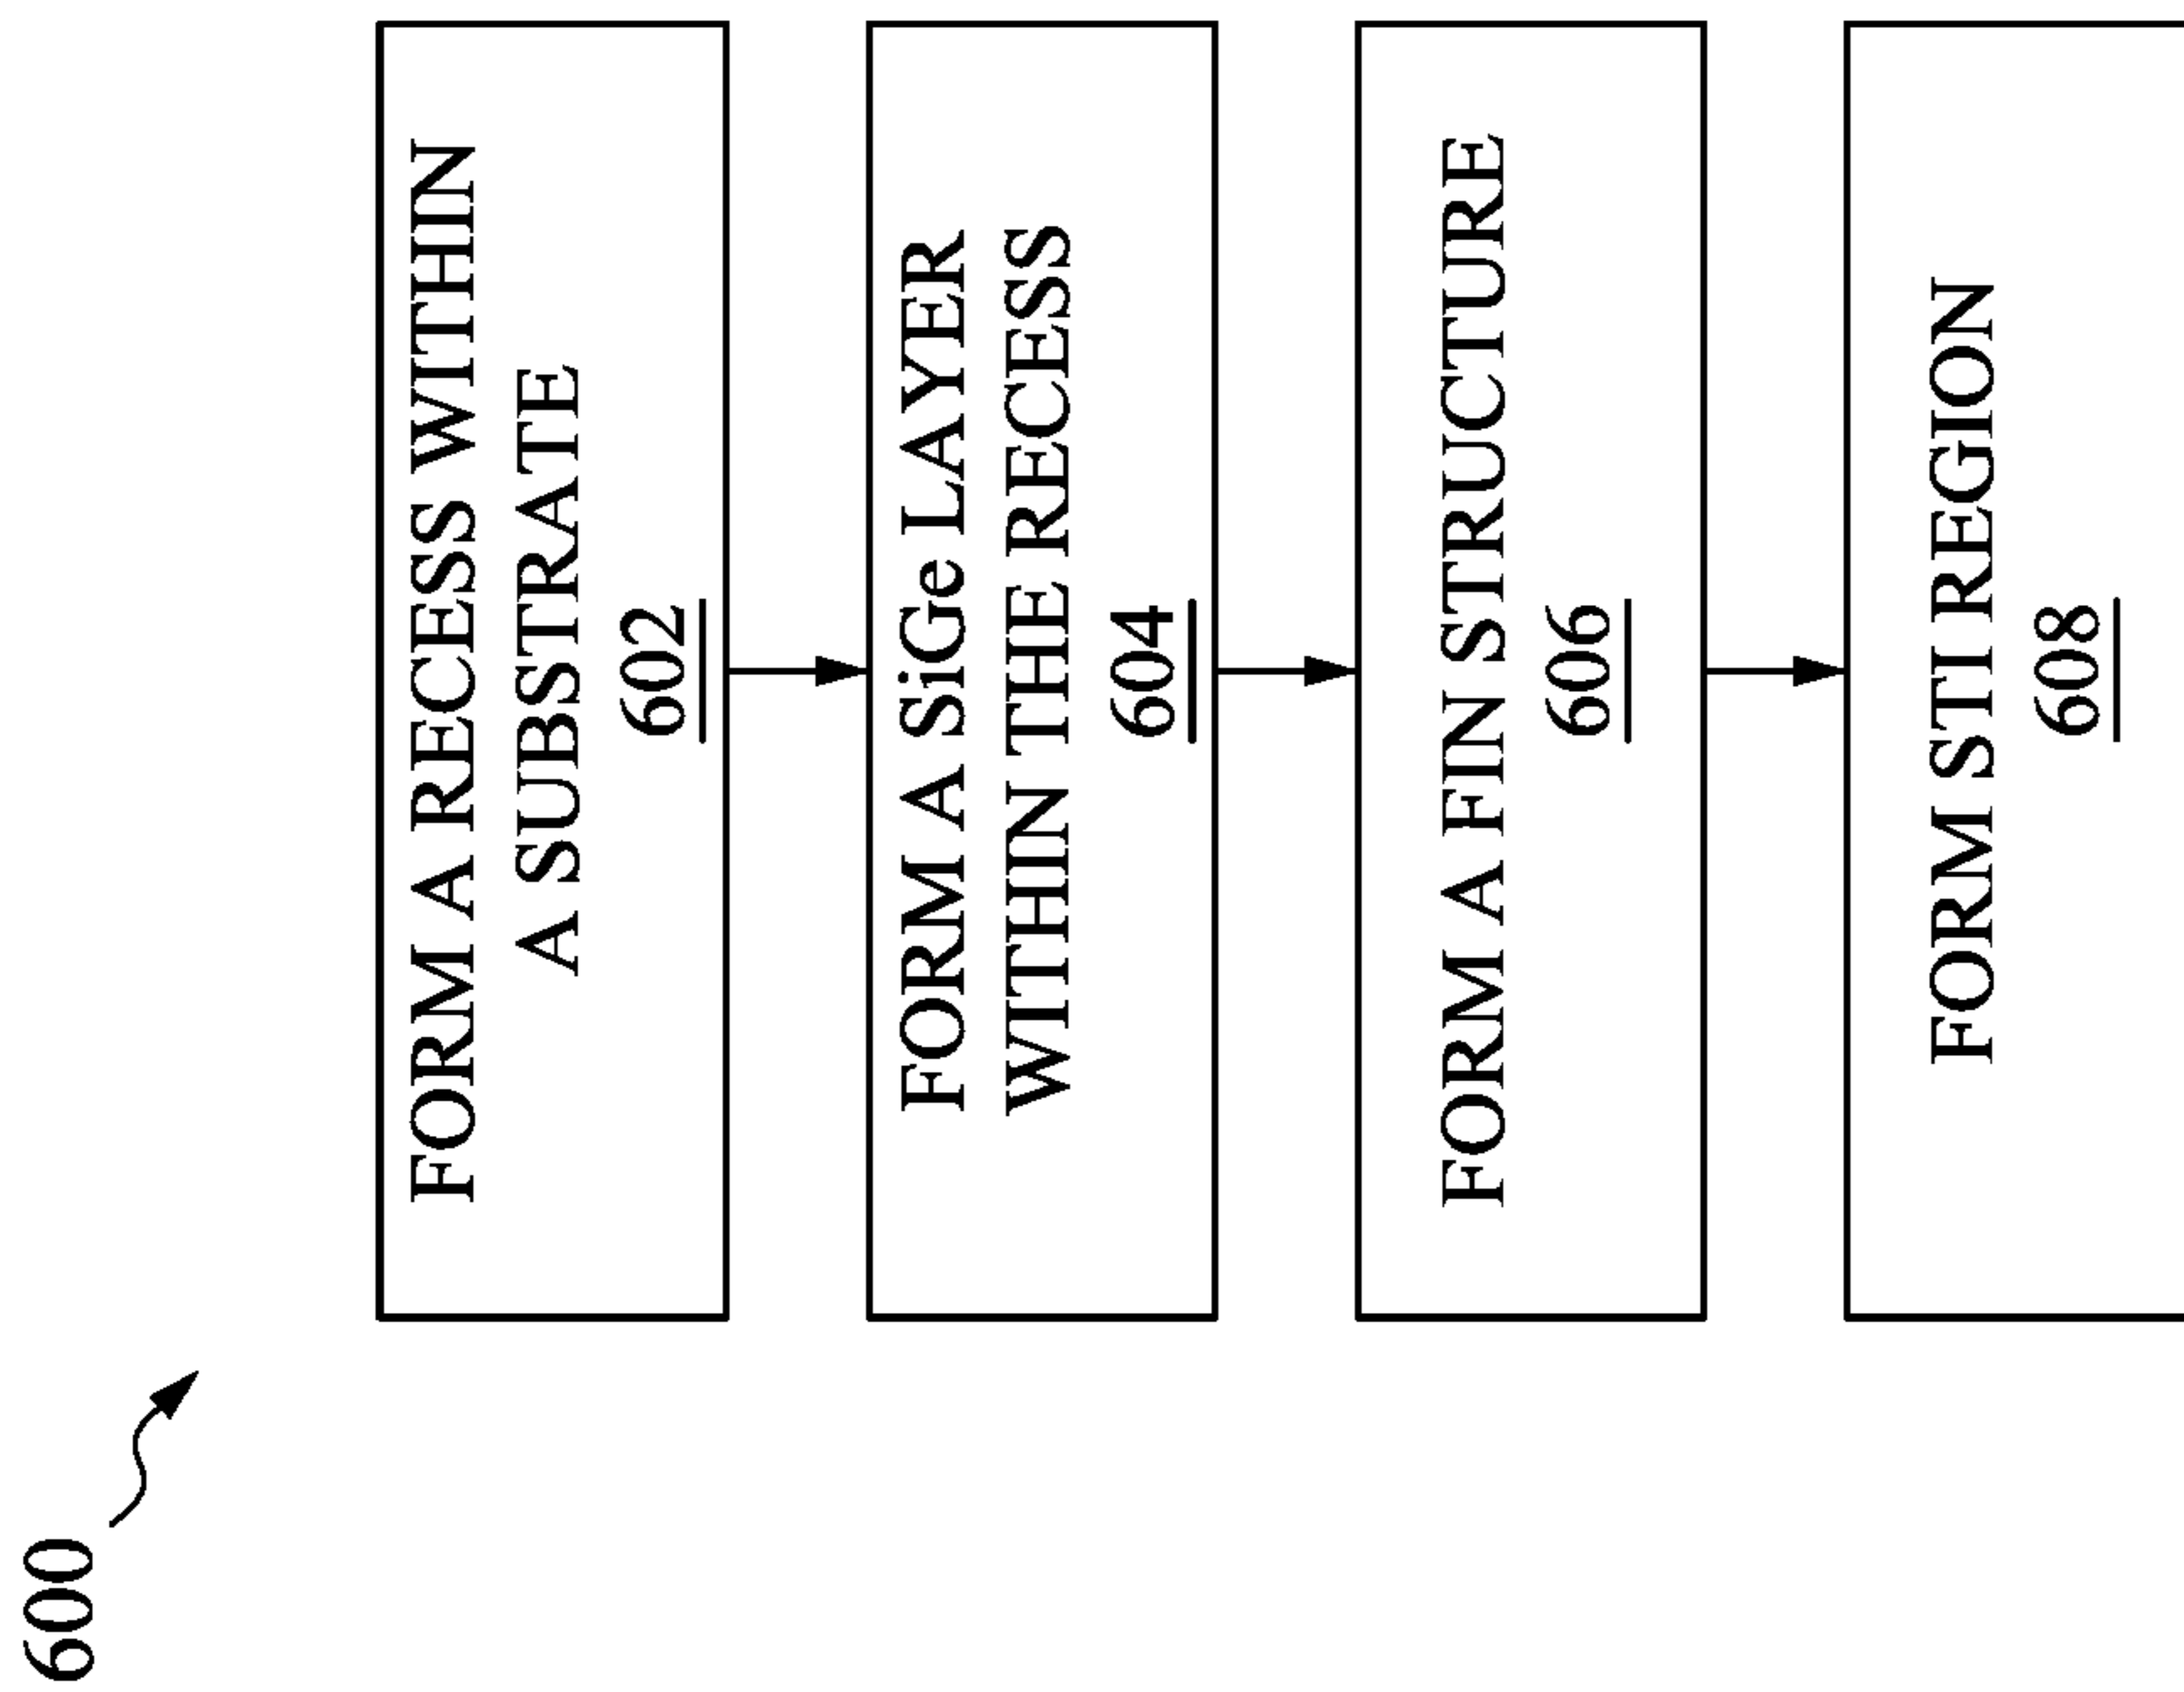 600
FORM A RECESS WITHIN
A SUBSTRATE
602
FORM A SiGe LAYER
WITHIN THE RECESS
604
FORM A FIN STRUCTURE
606
FORM STI REGION
608